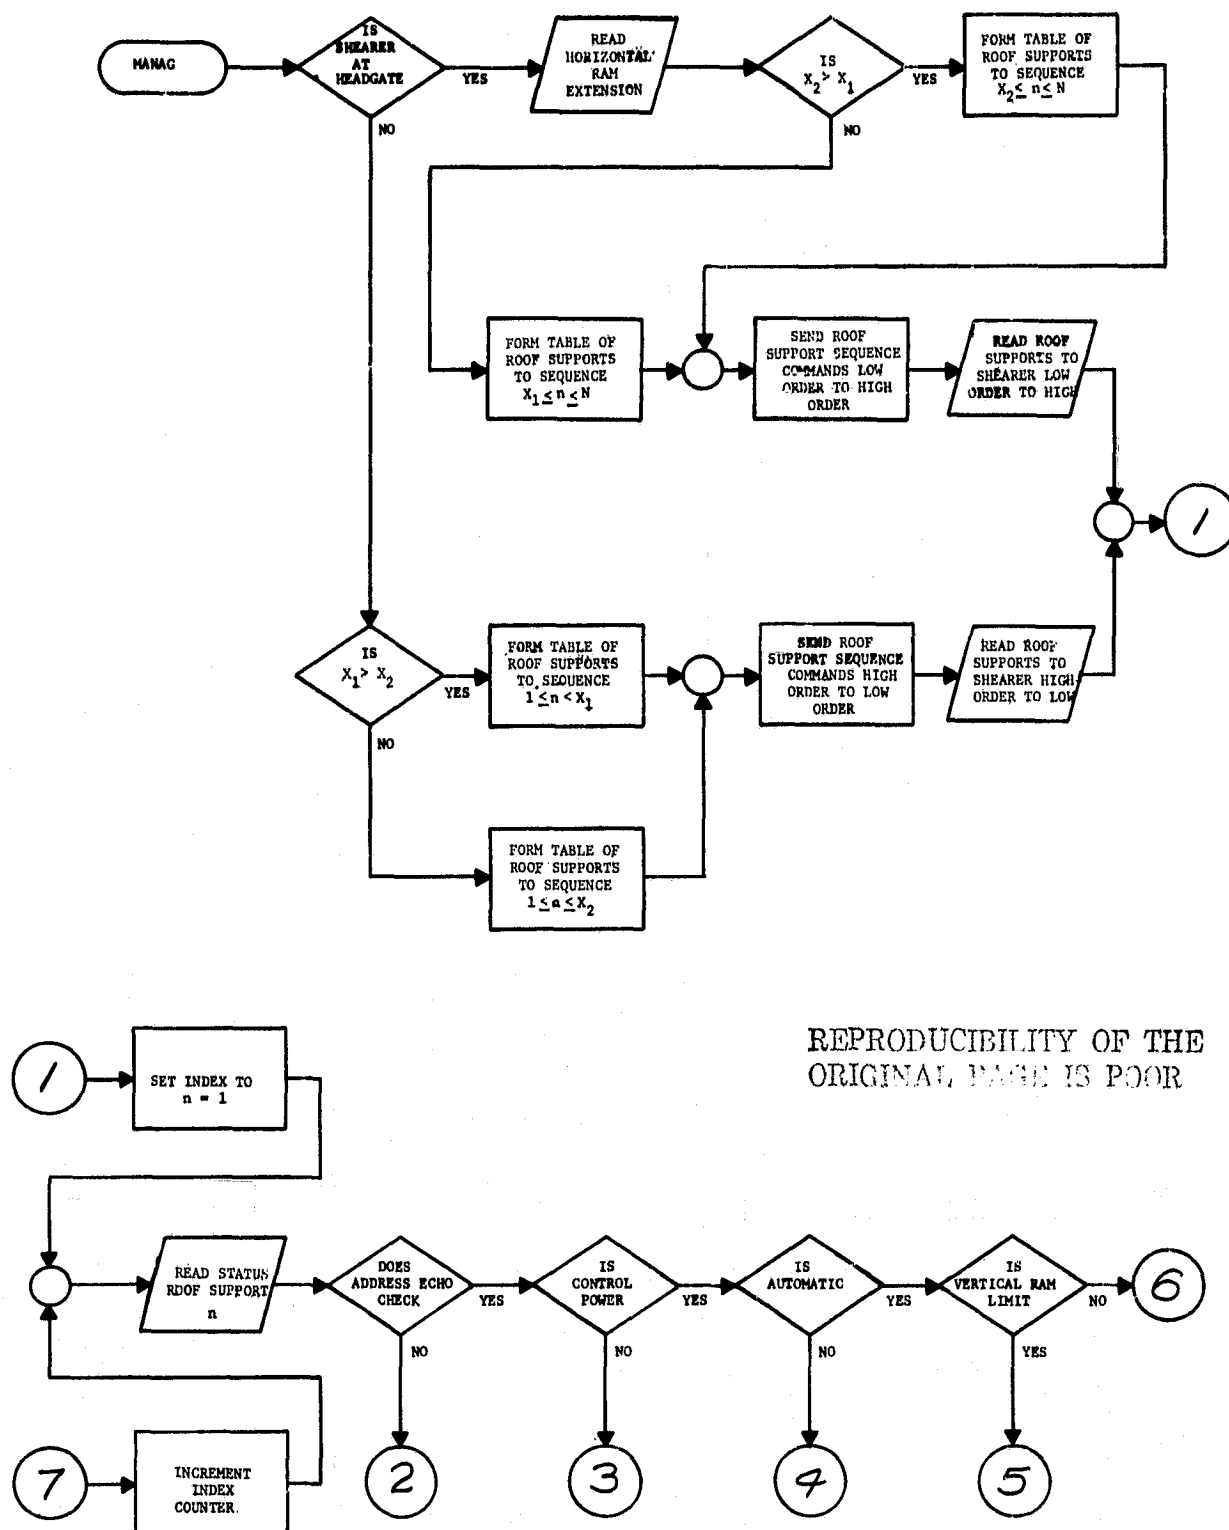 MANAG
IS
SHEARER
AT
HEADGATE
YES
NO
READ
HORIZONTAL
RAM
EXTENSION
IS
X2 > X1
YES
NO
FORM TABLE OF
ROOF SUPPORTS
TO SEQUENCE
X2 ≤ n ≤ N
FORM TABLE OF
ROOF SUPPORTS
TO SEQUENCE
X1 ≤ n ≤ N
SEND ROOF
SUPPORT SEQUENCE
COMMANDS LOW
ORDER TO HIGH
ORDER
READ ROOF
SUPPORTS TO
SHEARER LOW
ORDER TO HIGH
1
IS
X1 > X2
YES
NO
FORM TABLE OF
ROOF SUPPORTS
TO SEQUENCE
1 ≤ n < X1
SEND ROOF
SUPPORT SEQUENCE
COMMANDS HIGH
ORDER TO LOW
ORDER
READ ROOF
SUPPORTS TO
SHEARER HIGH
ORDER TO LOW
FORM TABLE OF
ROOF SUPPORTS
TO SEQUENCE
1 ≤ n ≤ X2
REPRODUCIBILITY OF THE
ORIGINAL PAGE IS POOR
1
SET INDEX TO
n = 1
READ STATUS
ROOF SUPPORT
n
DOES
ADDRESS ECHO
CHECK
YES
NO
IS
CONTROL
POWER
YES
NO
IS
AUTOMATIC
YES
NO
IS
VERTICAL RAM
LIMIT
NO
YES
6
7
INCREMENT
INDEX
COUNTER.
2
3
4
5